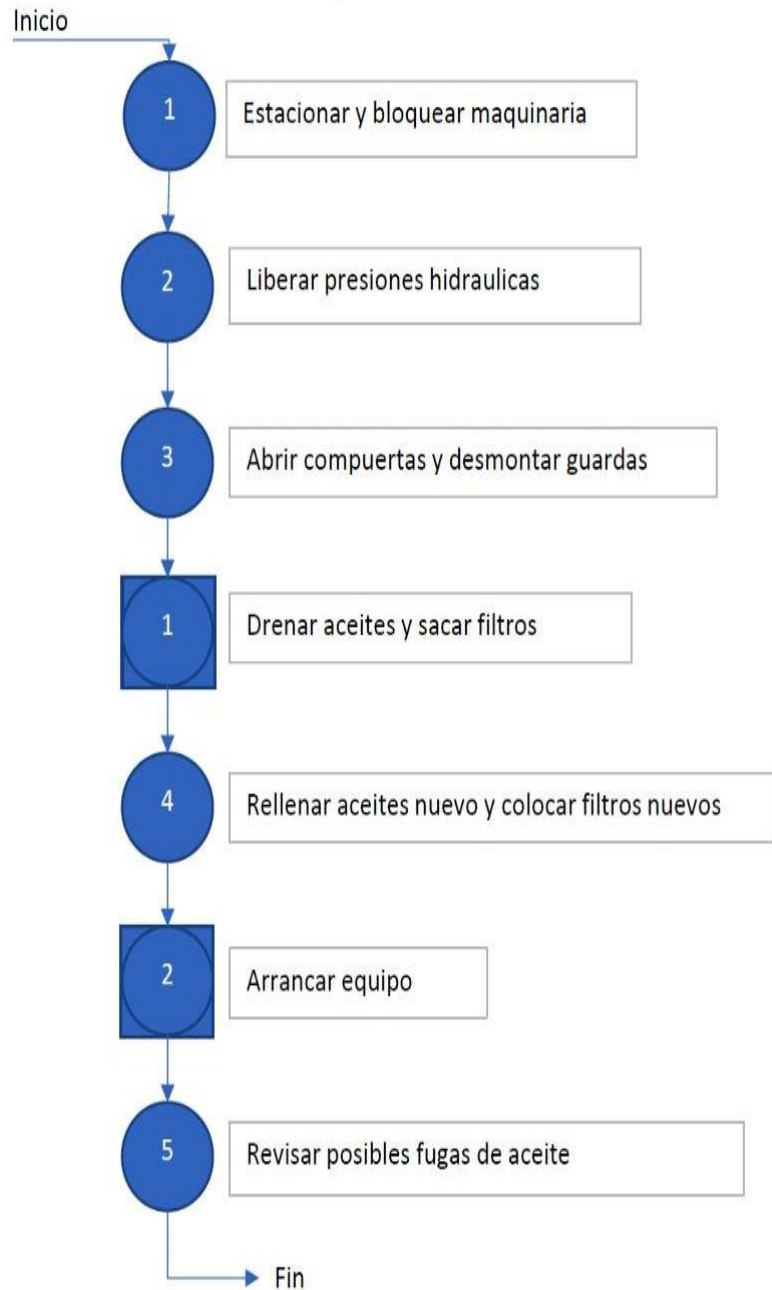 Inicio
1
Estacionar y bloquear maquinaria
2
Liberar presiones hidraulicas
3
Abrir compuertas y desmontar guardas
1
Drenar aceites y sacar filtros
4
Rellenar aceites nuevo y colocar filtros nuevos
2
Arrancar equipo
5
Revisar posibles fugas de aceite
Fin